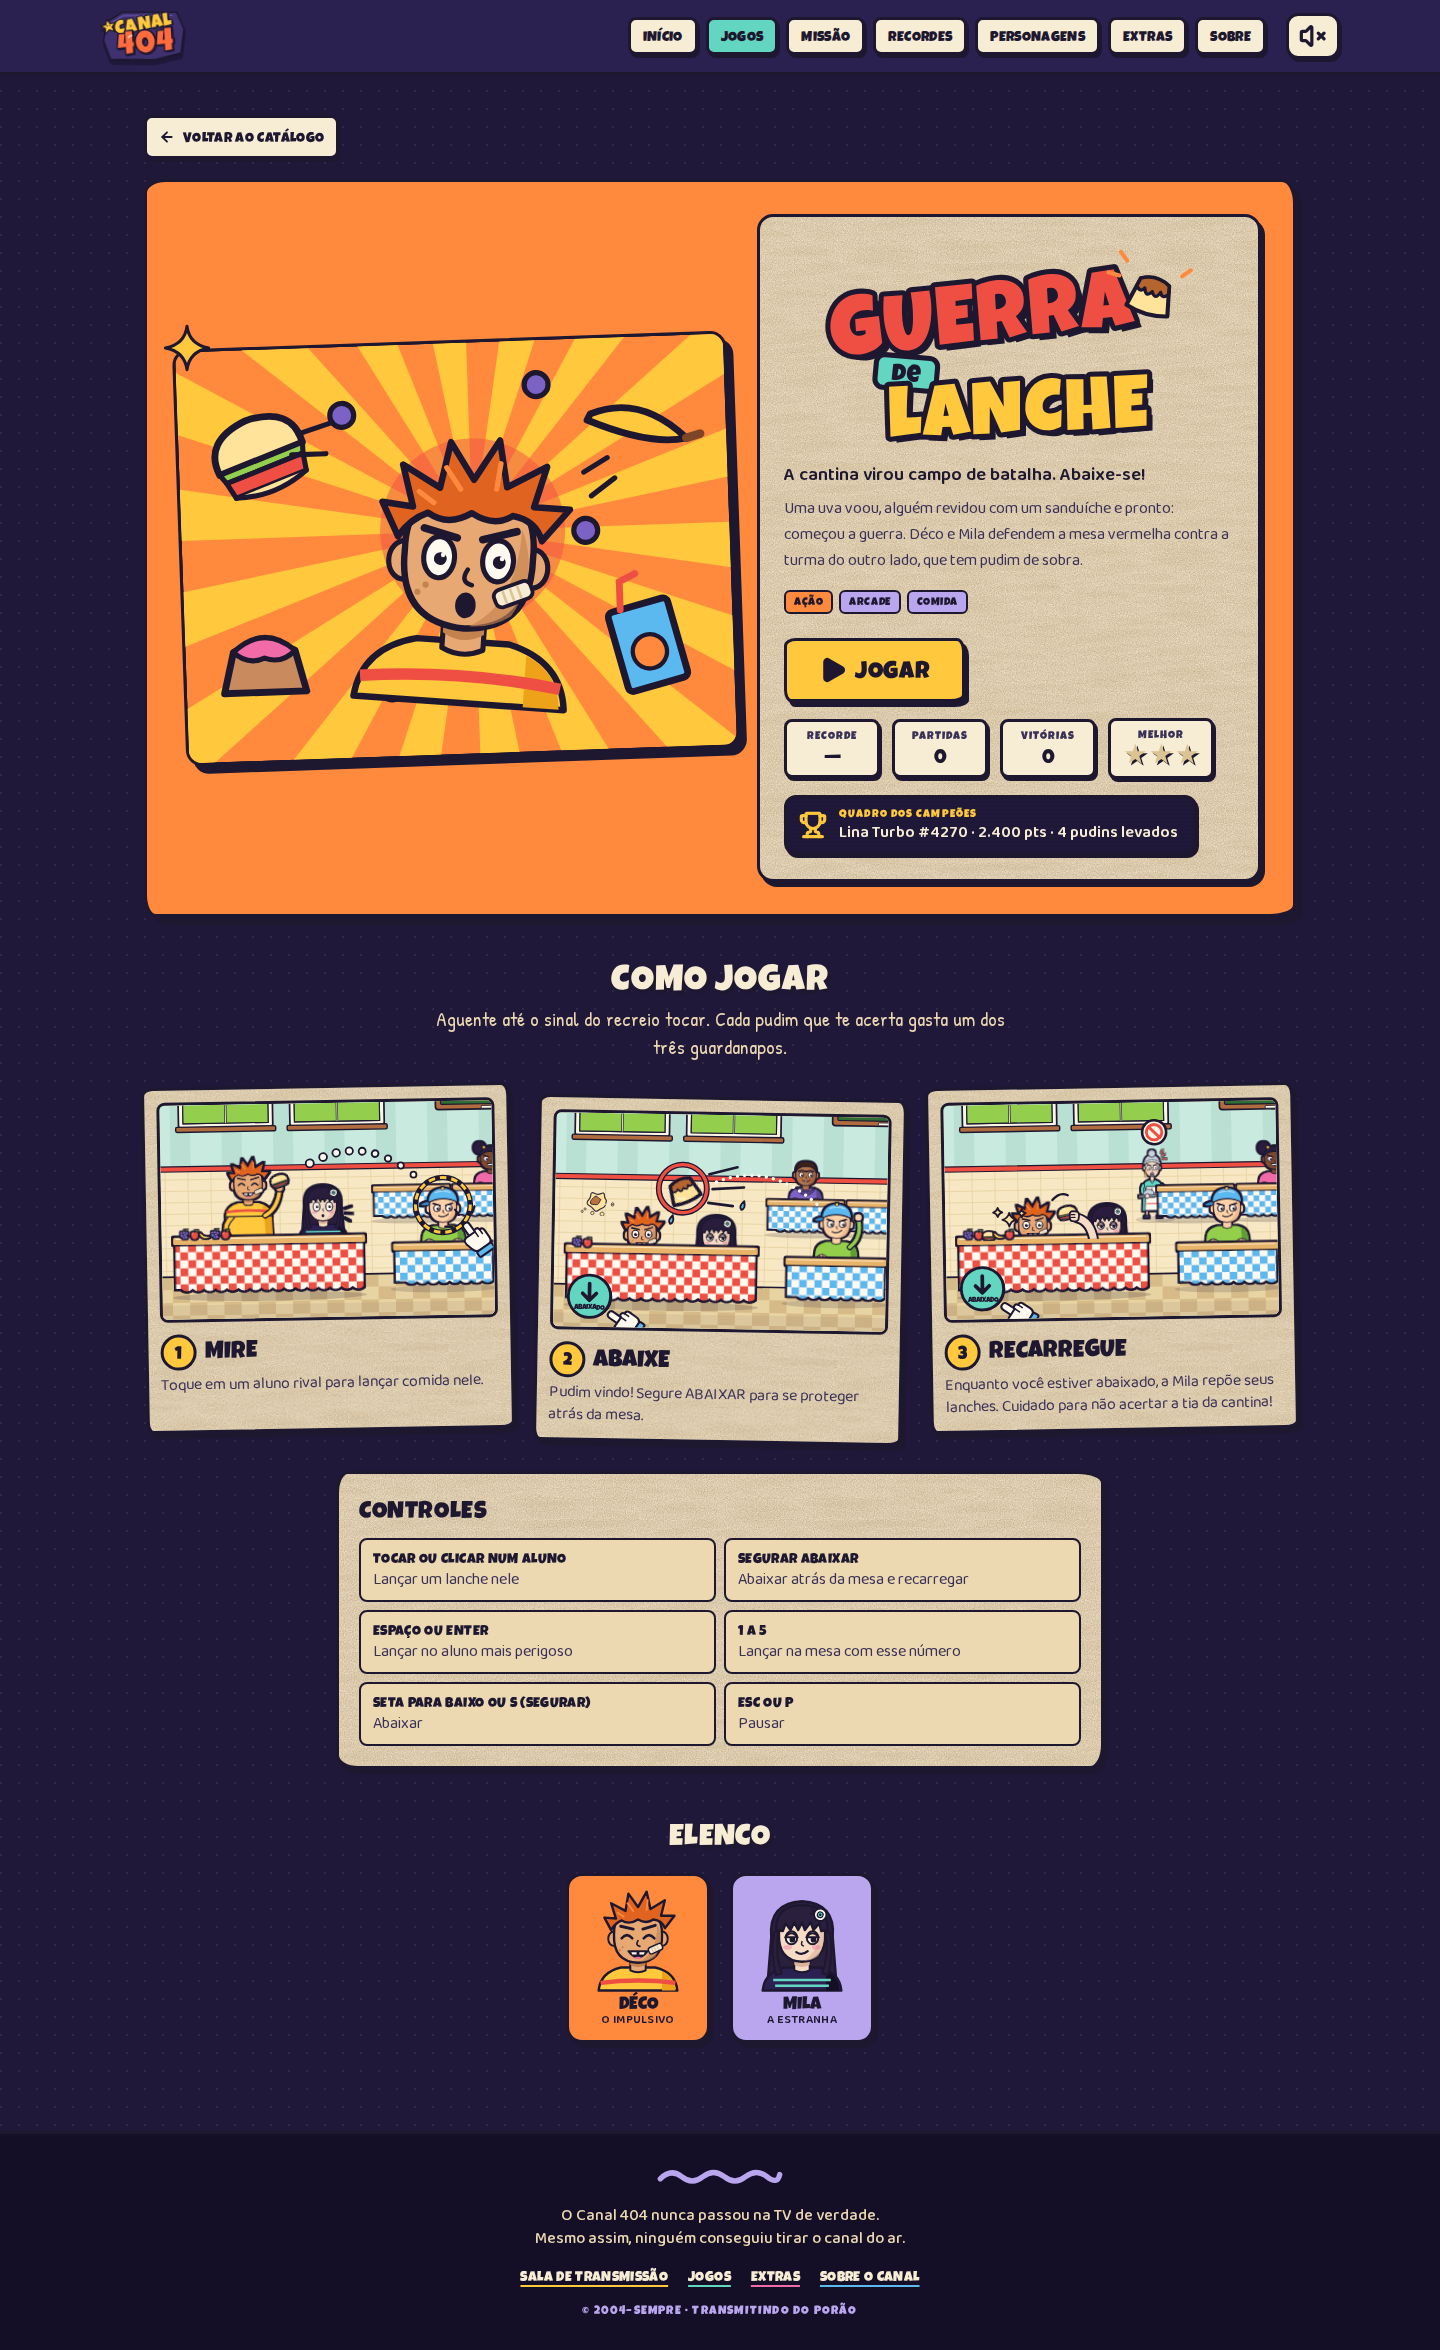 CANAL
404
INÍCIO
JOGOS
MISSÃO
RECORDES
PERSONAGENS
EXTRAS
SOBRE
VOLTAR AO CATÁLOGO
GUERRA
De
LANCHE
A cantina virou campo de batalha. Abaixe-se!
Uma uva voou, alguém revidou com um sanduíche e pronto:
começou a guerra. Déco e Mila defendem a mesa vermelha contra a
turma do outro lado, que tem pudim de sobra.
AÇÃO
ARCADE
COMIDA
JOGAR
RECORDE
—
PARTIDAS
0
VITÓRIAS
0
MELHOR
QUADRO DOS CAMPEÕES
Lina Turbo #4270 · 2.400 pts · 4 pudins levados
COMO JOGAR
Aguente até o sinal do recreio tocar. Cada pudim que te acerta gasta um dos
três guardanapos.
1 MIRE
Toque em um aluno rival para lançar comida nele.
ABAIXADO
2 ABAIXE
Pudim vindo! Segure ABAIXAR para se proteger
atrás da mesa.
ABAIXADO
3 RECARREGUE
Enquanto você estiver abaixado, a Mila repõe seus
lanches. Cuidado para não acertar a tia da cantina!
CONTROLES
TOCAR OU CLICAR NUM ALUNO
Lançar um lanche nele
SEGURAR ABAIXAR
Abaixar atrás da mesa e recarregar
ESPAÇO OU ENTER
Lançar no aluno mais perigoso
1 A 5
Lançar na mesa com esse número
SETA PARA BAIXO OU S (SEGURAR)
Abaixar
ESC OU P
Pausar
ELENCO
DÉCO
O IMPULSIVO
MILA
A ESTRANHA
O Canal 404 nunca passou na TV de verdade.
Mesmo assim, ninguém conseguiu tirar o canal do ar.
SALA DE TRANSMISSÃO
JOGOS
EXTRAS
SOBRE O CANAL
© 2004-SEMPRE · TRANSMITINDO DO PORÃO